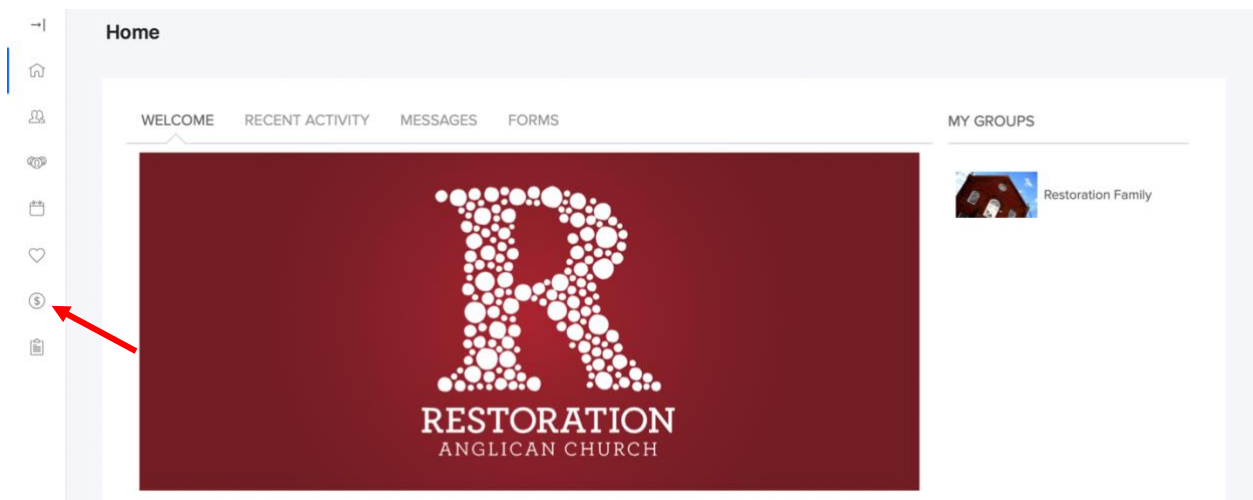 Home
WELCOME RECENT ACTIVITY MESSAGES FORMS
MY GROUPS
Restoration Family
R
RESTORATION
ANGLICAN CHURCH
$